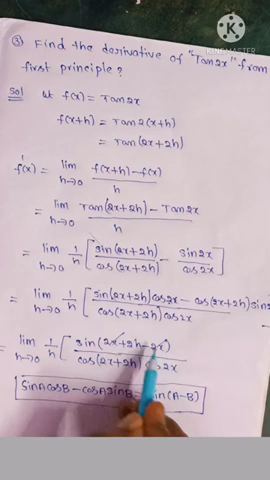 ③ Find the derivative of "Tan2x" from
first principle?
Sol Let f(x) = Tan2x
f(x+h) = Tan2(x+h)
= Tan(2x+2h)
f'(x) = lim h→0 f(x+h)-f(x) / h
= lim h→0 Tan(2x+2h) - Tan2x / h
= lim h→0 1/h [ sin(2x+2h) / cos(2x+2h) - sin2x / cos2x ]
= lim h→0 1/h [ sin(2x+2h)cos2x - cos(2x+2h)sin2x / cos(2x+2h)cos2x
= lim h→0 1/h [ sin(2x+2h-2x) / cos(2x+2h)cos2x
SinAcosB - cosAsinB = sin(A-B)
KINEMASTER